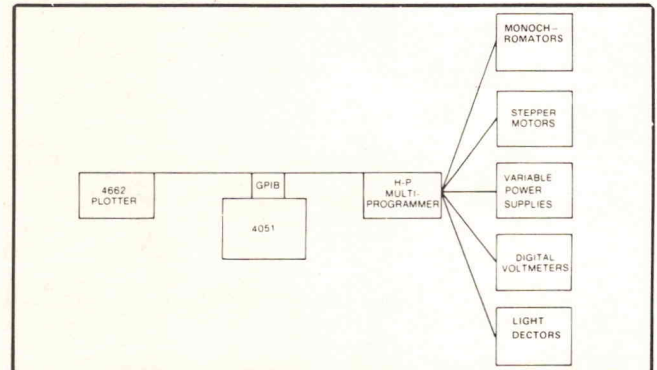 MONOCH-
ROMATORS
STEPPER
MOTORS
4662
PLOTTER
GPIB
4051
H-P
MULTI-
PROGRAMMER
VARIABLE
POWER
SUPPLIES
DIGITAL
VOLTMETERS
LIGHT
DECTORS